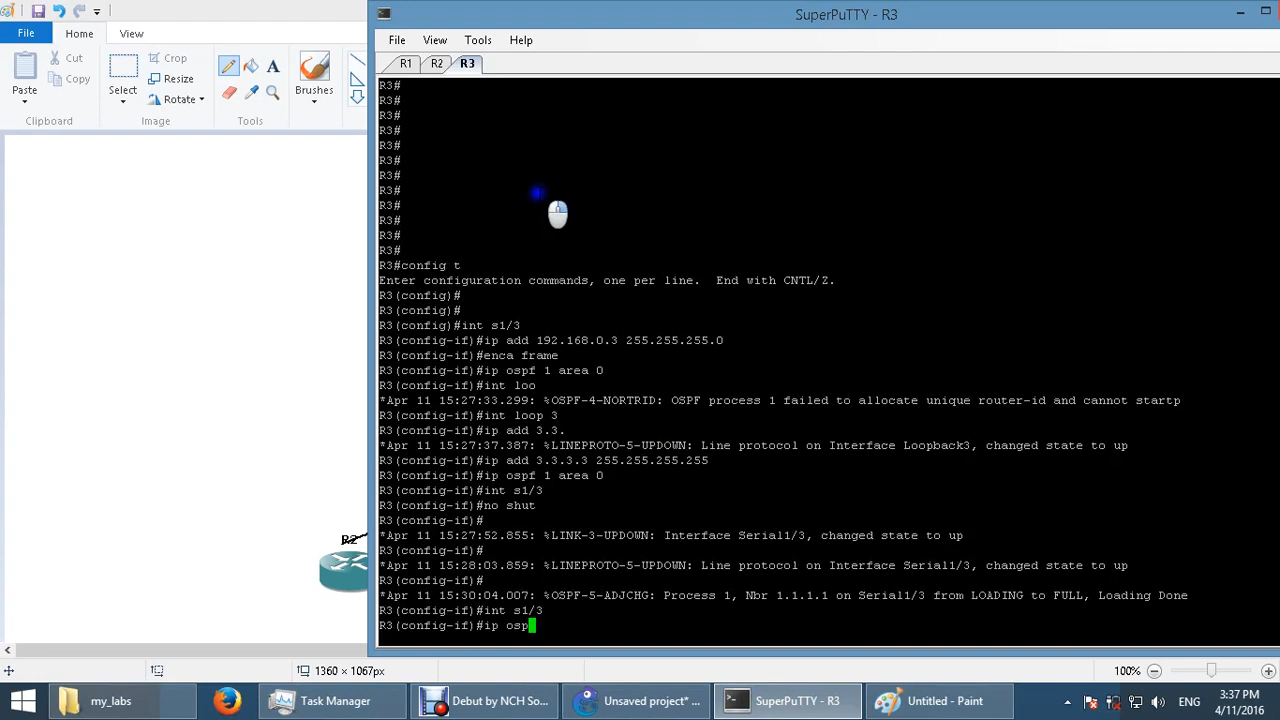 SuperPuTTY - R3
File
Home
View
File View Tools Help
R1 R2 R3
Paste
Cut
Copy
Clipboard
Select
Crop
Resize
Rotate
Image
A
Tools
Brushes
R3#
R3#
R3#
R3#
R3#
R3#
R3#
R3#
R3#
R3#
R3#
R3#
R3#config t
Enter configuration commands, one per line.  End with CNTL/Z.
R3(config)#
R3(config)#
R3(config)#int s1/3
R3(config-if)#ip add 192.168.0.3 255.255.255.0
R3(config-if)#enca frame
R3(config-if)#ip ospf 1 area 0
R3(config-if)#int loo
*Apr 11 15:27:33.299: %OSPF-4-NORTRID: OSPF process 1 failed to allocate unique router-id and cannot startp
R3(config-if)#int loop 3
R3(config-if)#ip add 3.3.
*Apr 11 15:27:37.387: %LINEPROTO-5-UPDOWN: Line protocol on Interface Loopback3, changed state to up
R3(config-if)#ip add 3.3.3.3 255.255.255.255
R3(config-if)#ip ospf 1 area 0
R3(config-if)#int s1/3
R3(config-if)#no shut
R3(config-if)#
*Apr 11 15:27:52.855: %LINK-3-UPDOWN: Interface Serial1/3, changed state to up
R3(config-if)#
*Apr 11 15:28:03.859: %LINEPROTO-5-UPDOWN: Line protocol on Interface Serial1/3, changed state to up
R3(config-if)#
*Apr 11 15:30:04.007: %OSPF-5-ADJCHG: Process 1, Nbr 1.1.1.1 on Serial1/3 from LOADING to FULL, Loading Done
R3(config-if)#int s1/3
R3(config-if)#ip osp
R2
1360 × 1067px
100%
my_labs
Task Manager
Debut by NCH So...
Unsaved project* ...
SuperPuTTY - R3
Untitled - Paint
ENG
3:37 PM
4/11/2016